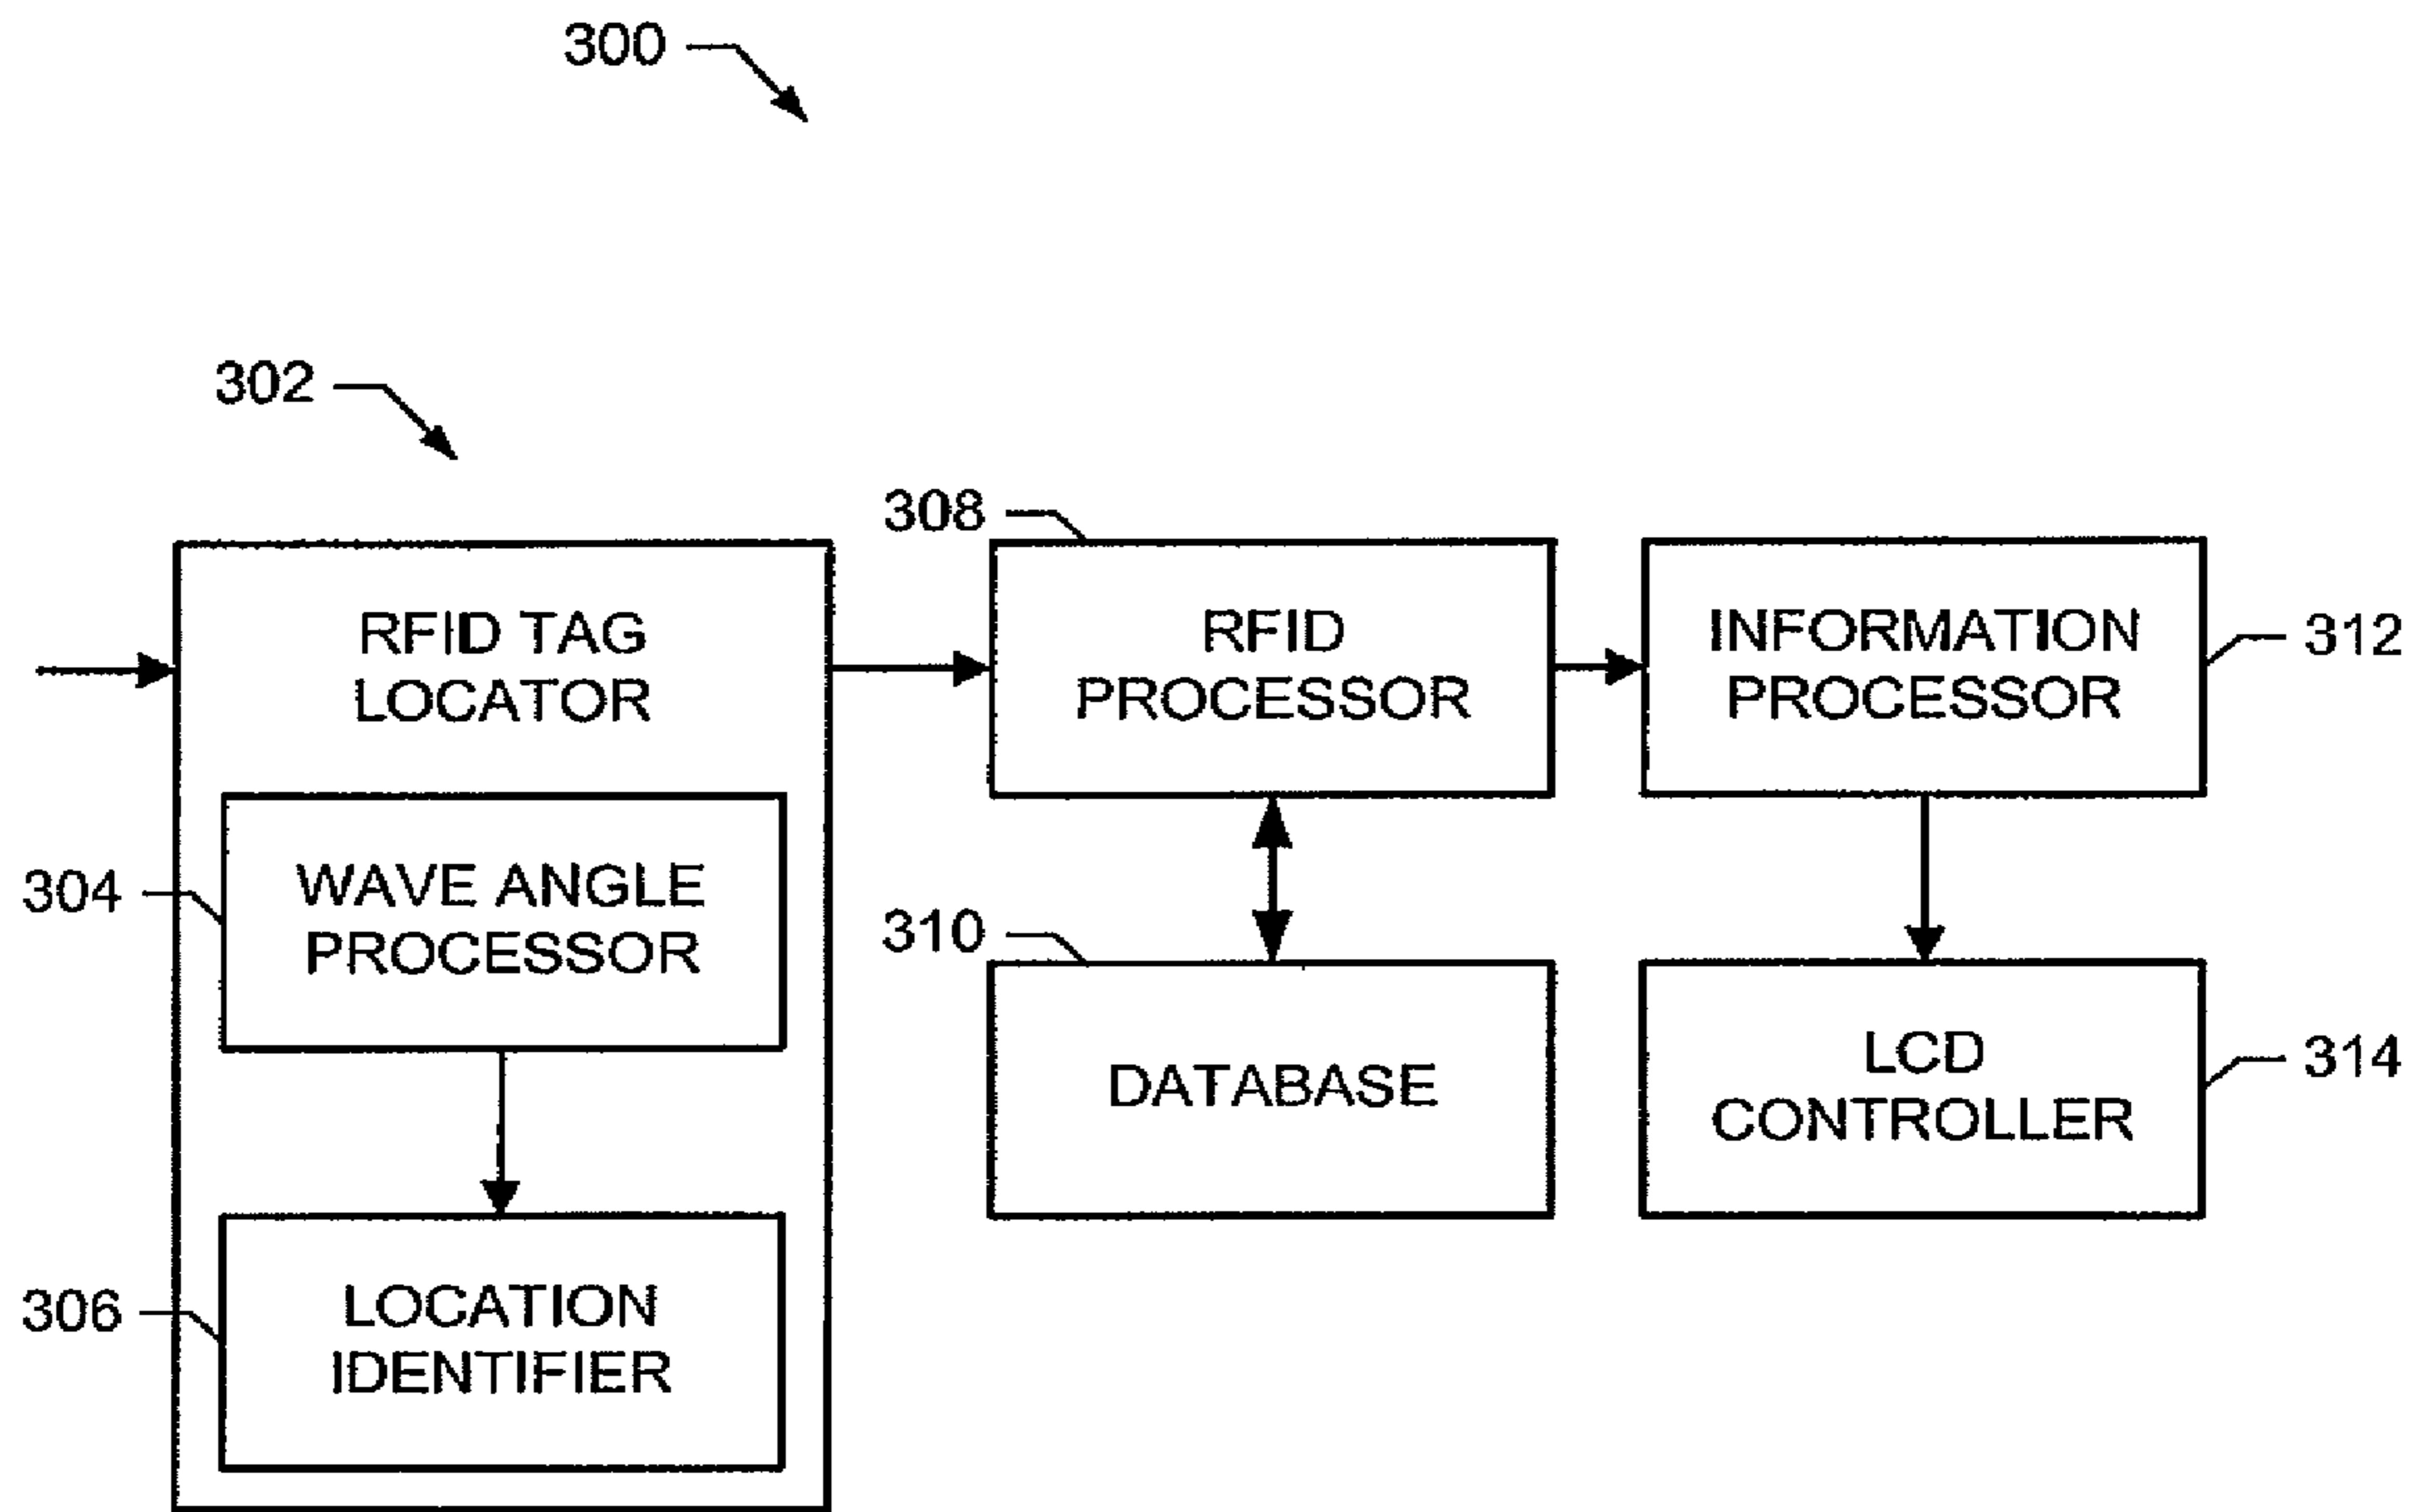 300
302
308
RFID TAG
LOCATOR
RFID
PROCESSOR
INFORMATION
PROCESSOR
312
304
WAVE ANGLE
PROCESSOR
310
DATABASE
LCD
CONTROLLER
314
306
LOCATION
IDENTIFIER